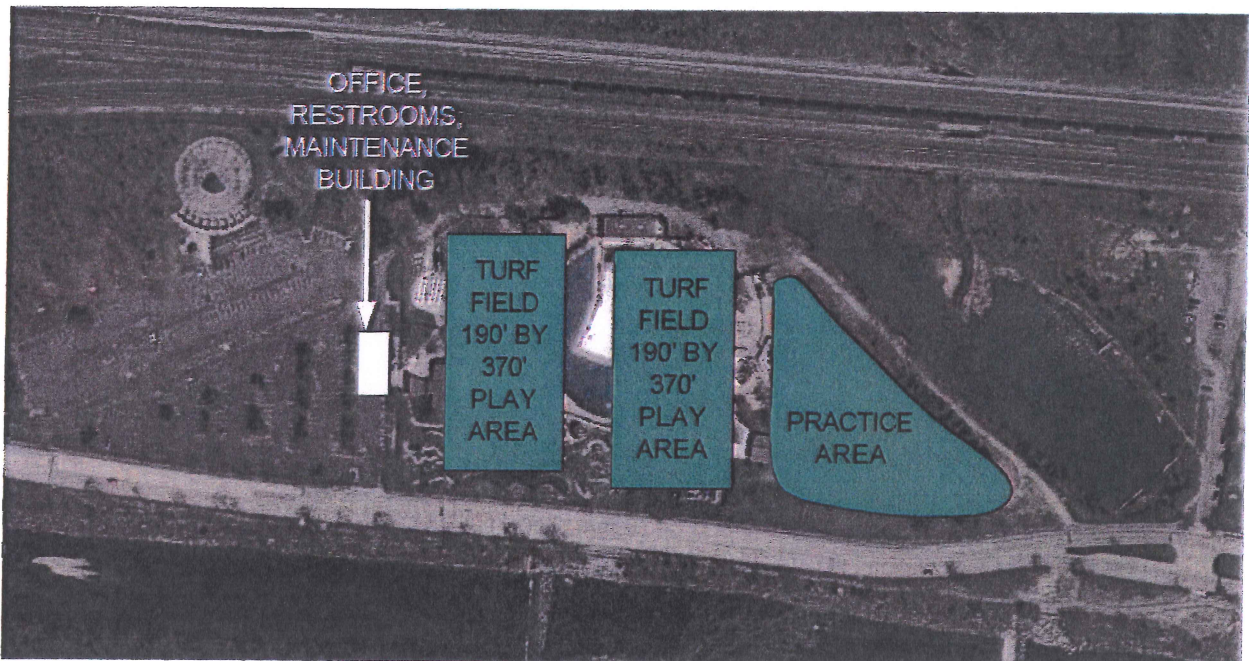 OFFICE,
RESTROOMS,
MAINTENANCE
BUILDING
TURF
FIELD
190' BY
370'
PLAY
AREA
TURF
FIELD
190' BY
370'
PLAY
AREA
PRACTICE
AREA